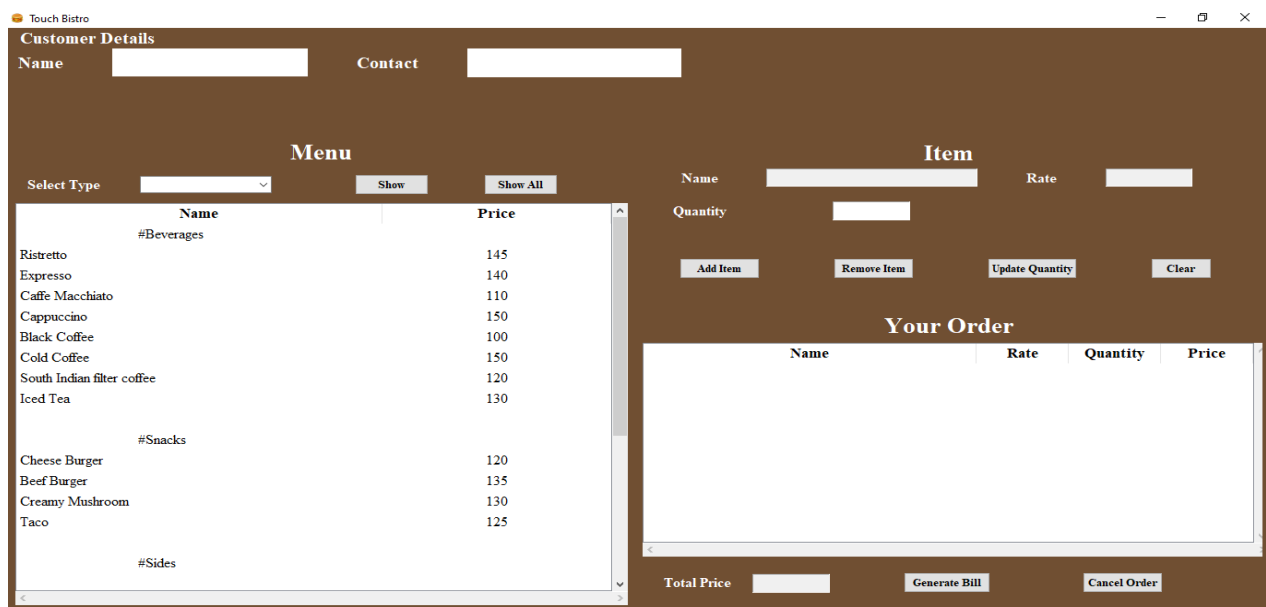 Touch Bistro
Customer Details
Name Contact
Menu
Select Type Show Show All
Name Price
#Beverages
Ristretto 145
Expresso 140
Caffe Macchiato 110
Cappuccino 150
Black Coffee 100
Cold Coffee 150
South Indian filter coffee 120
Iced Tea 130
#Snacks
Cheese Burger 120
Beef Burger 135
Creamy Mushroom 130
Taco 125
#Sides
Item
Name Rate
Quantity
Add Item Remove Item Update Quantity Clear
Your Order
Name Rate Quantity Price
Total Price Generate Bill Cancel Order